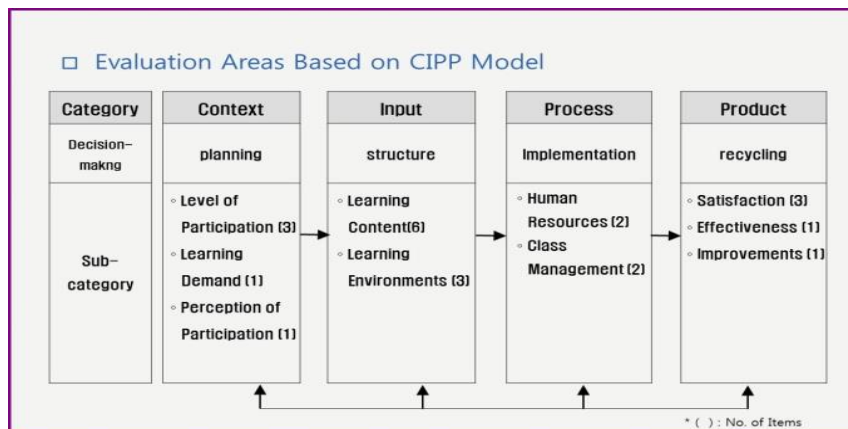 □ Evaluation Areas Based on CIPP Model
Category
Context
Input
Process
Product
Decision-
makng
planning
structure
Implementation
recycling
Sub-
category
◦ Level of
Participation (3)
◦ Learning
Demand (1)
◦ Perception of
Participation (1)
◦ Learning
Content(6)
◦ Learning
Environments (3)
◦ Human
Resources (2)
◦ Class
Management (2)
◦ Satisfaction (3)
◦ Effectiveness (1)
◦ Improvements (1)
* ( ) : No. of Items